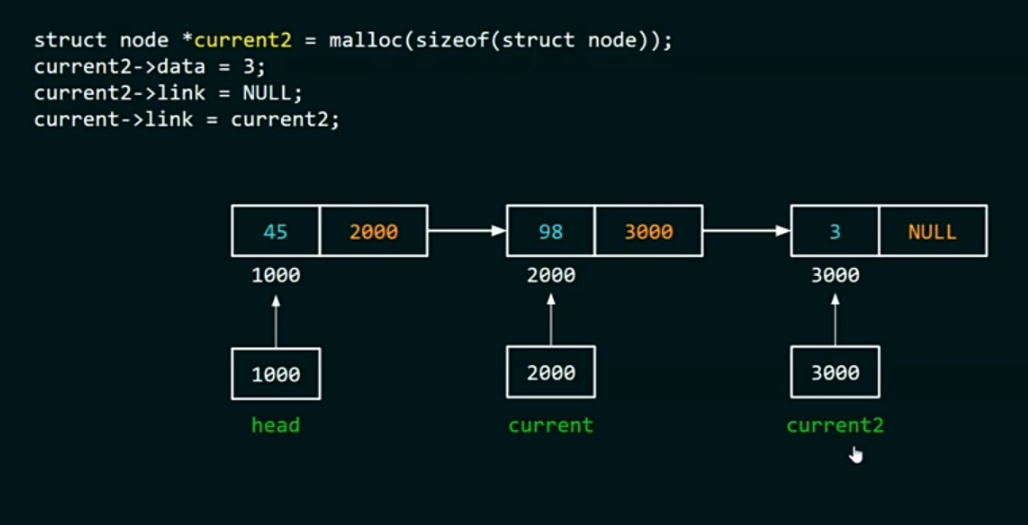 struct node *current2 = malloc(sizeof(struct node));
current2->data = 3;
current2->link = NULL;
current->link = current2;
45 2000 98 3000 3 NULL
1000 2000 3000
1000 2000 3000
head current current2